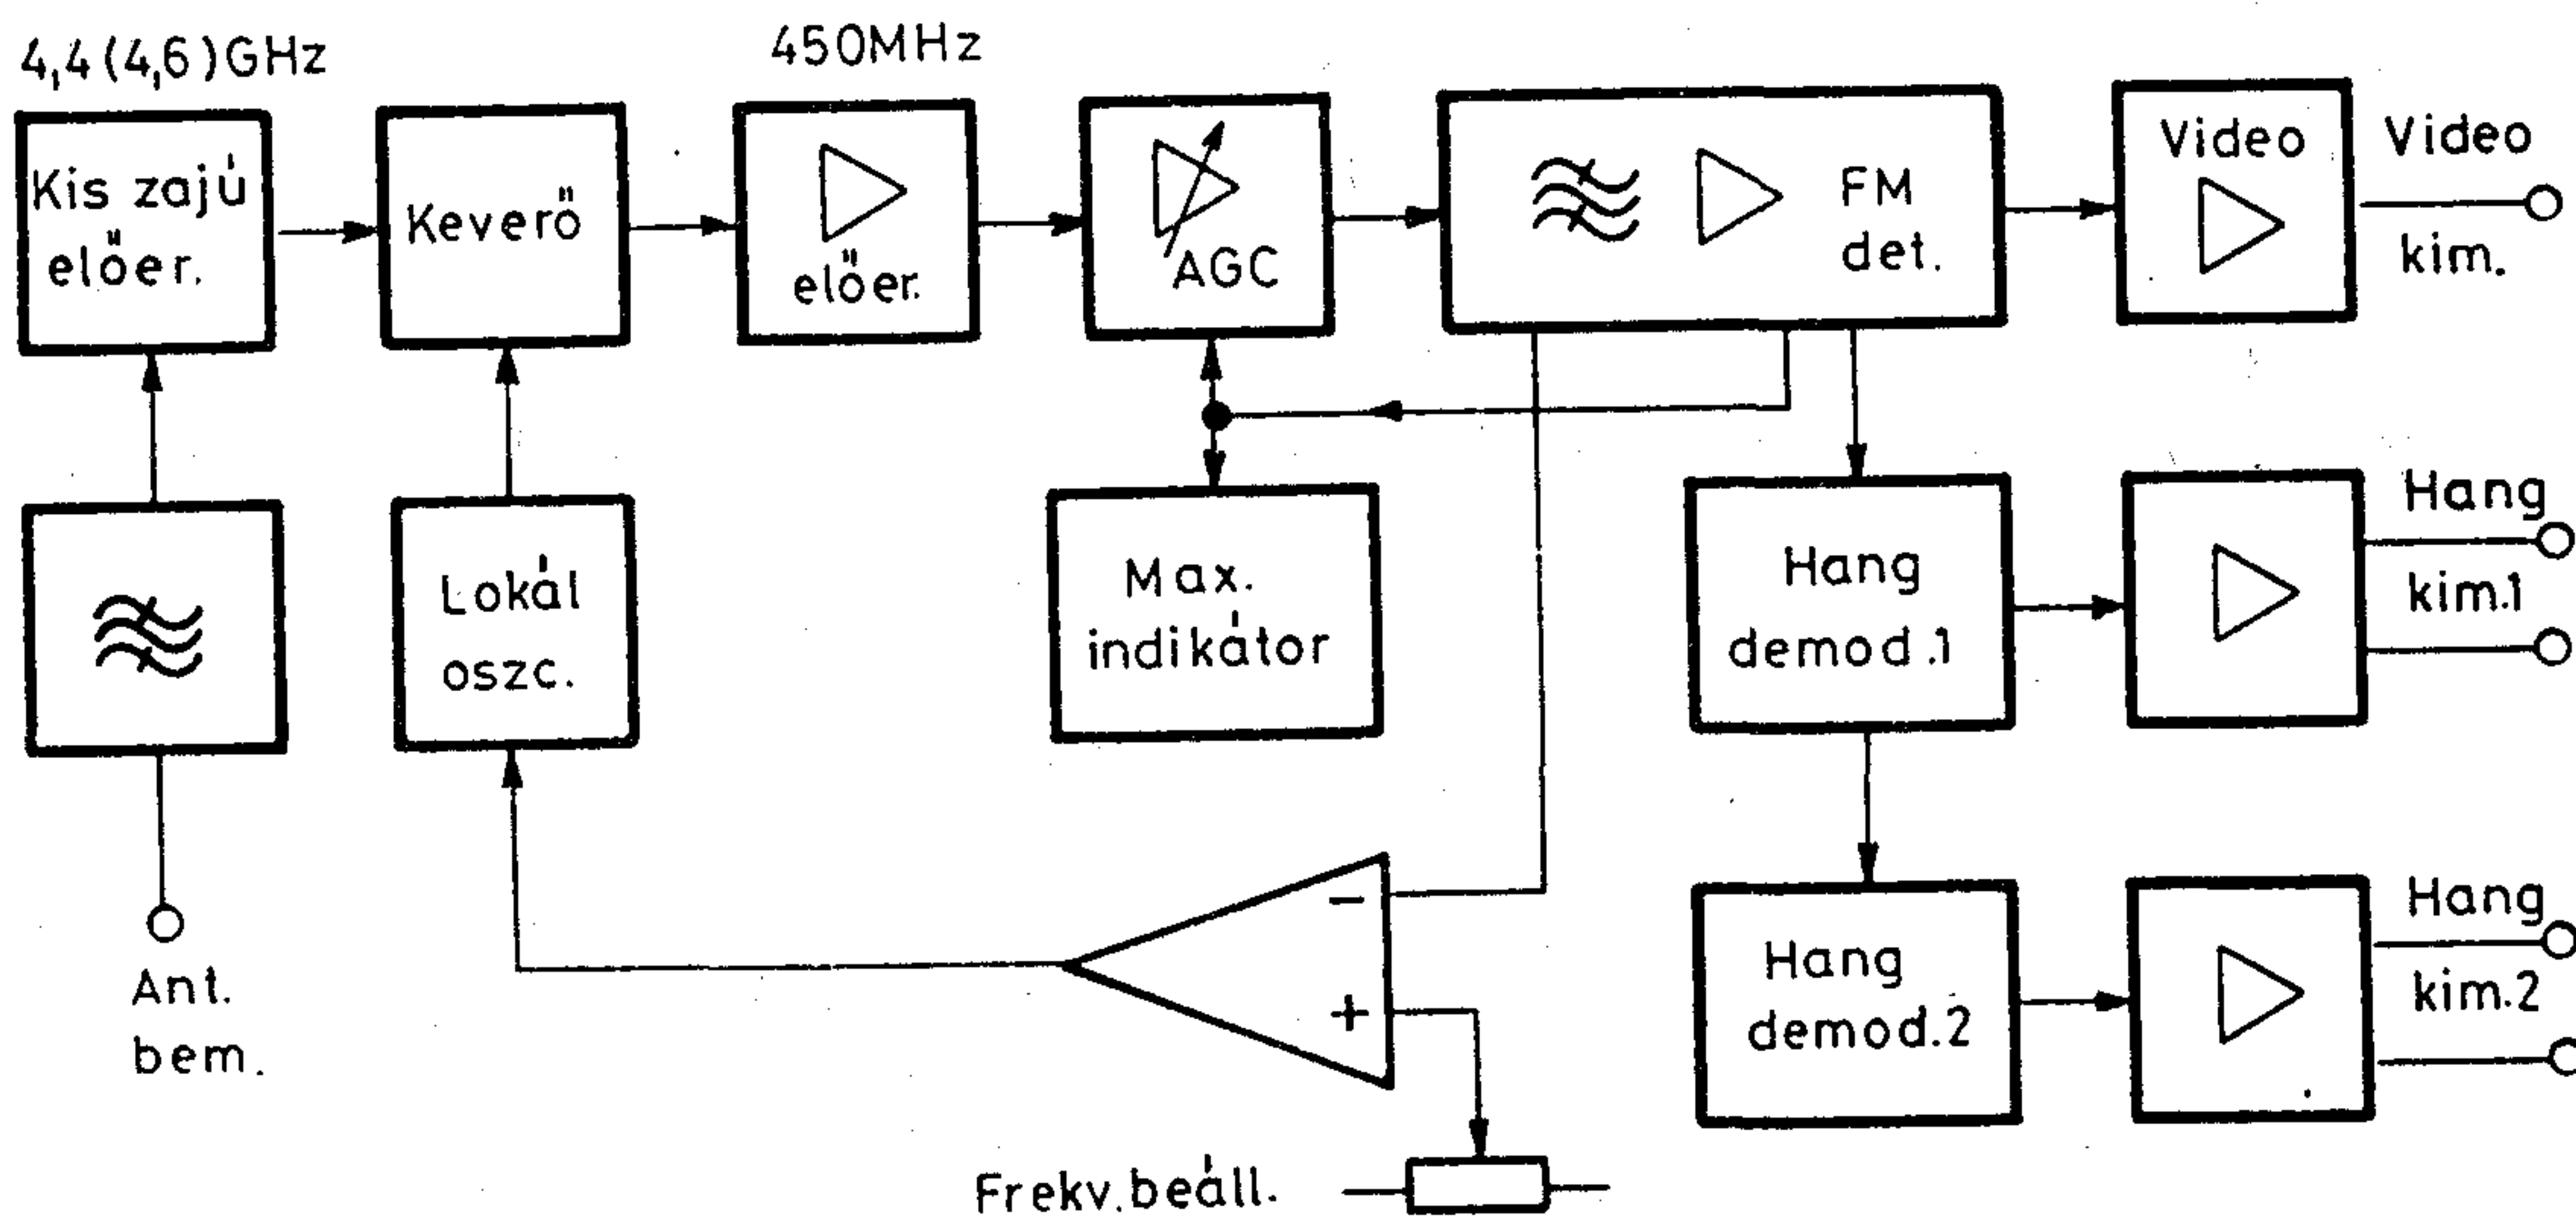 4,4(4,6)GHz
450MHz
Kis zajú
előer.
Keverő
előer.
AGC
FM
det.
Video
Video
kim.
Lokál
oszc.
Max.
indikátor
Hang
demod.1
Hang
kim.1
Ant.
bem.
-
+
Hang
demod.2
Hang
kim.2
Frekv.beáll.